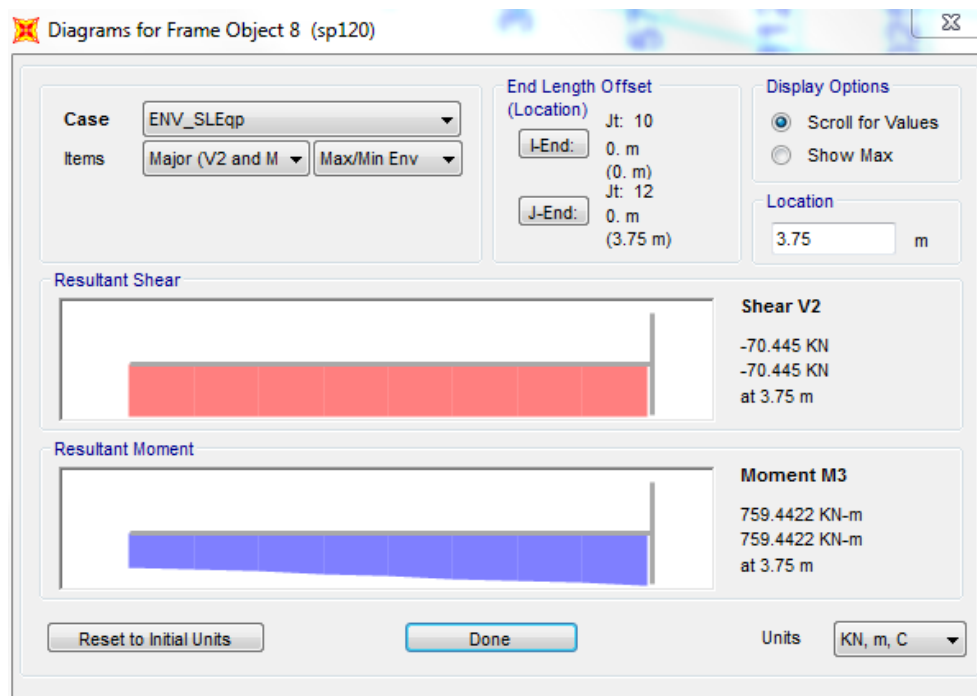 Diagrams for Frame Object 8 (sp120)
Case
ENV_SLEqp
Items
Major (V2 and M
Max/Min Env
End Length Offset
(Location)
I-End:
Jt: 10
0. m
(0. m)
J-End:
Jt: 12
0. m
(3.75 m)
Display Options
Scroll for Values
Show Max
Location
3.75
m
Resultant Shear
Shear V2
-70.445 KN
-70.445 KN
at 3.75 m
Resultant Moment
Moment M3
759.4422 KN-m
759.4422 KN-m
at 3.75 m
Reset to Initial Units
Done
Units
KN, m, C